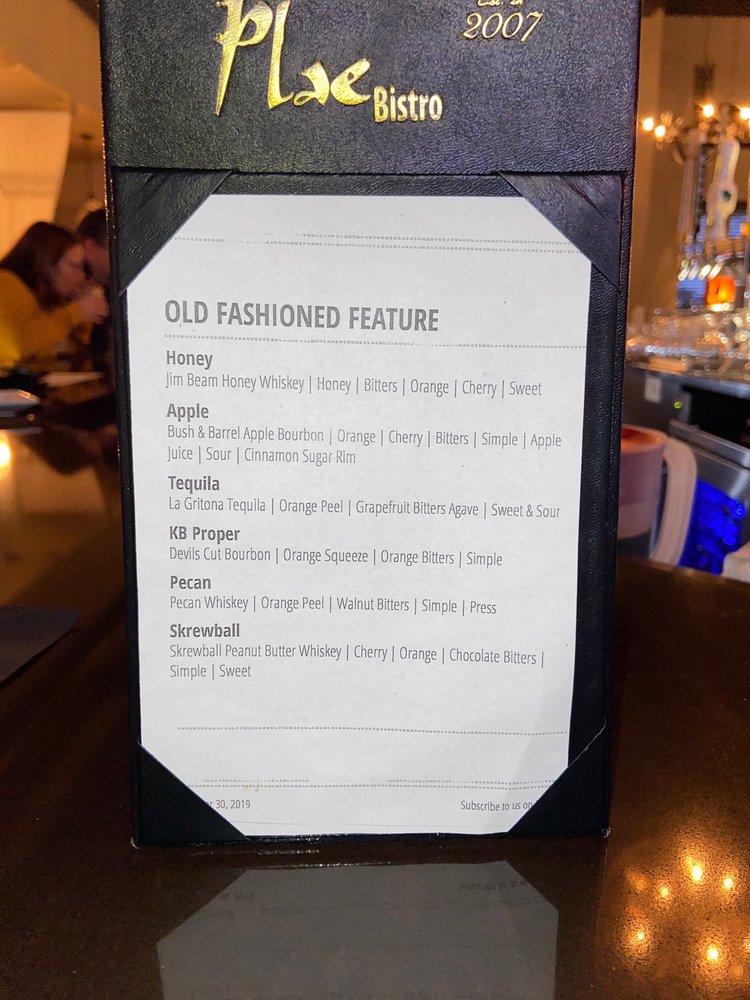 Est. in
2007
Plae Bistro
OLD FASHIONED FEATURE
Honey
Jim Beam Honey Whiskey | Honey | Bitters | Orange | Cherry | Sweet
Apple
Bush & Barrel Apple Bourbon | Orange | Cherry | Bitters | Simple | Apple
Juice | Sour | Cinnamon Sugar RIm
Tequila
La Gritona Tequila | Orange Peel | Grapefruit Bitters Agave | Sweet & Sour
KB Proper
Devils Cut Bourbon | Orange Squeeze | Orange Bitters | Simple
Pecan
Pecan Whiskey | Orange Peel | Walnut Bitters | Simple | Press
Skrewball
Skrewball Peanut Butter Whiskey | Cherry | Orange | Chocolate Bitters |
Simple | Sweet
30, 2019
Subscribe to us on